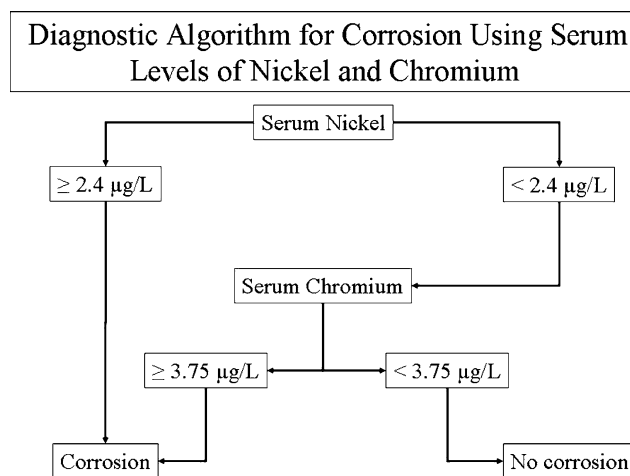 Diagnostic Algorithm for Corrosion Using Serum
Levels of Nickel and Chromium
Serum Nickel
≥ 2.4 µg/L
< 2.4 µg/L
Serum Chromium
≥ 3.75 µg/L
< 3.75 µg/L
Corrosion
No corrosion